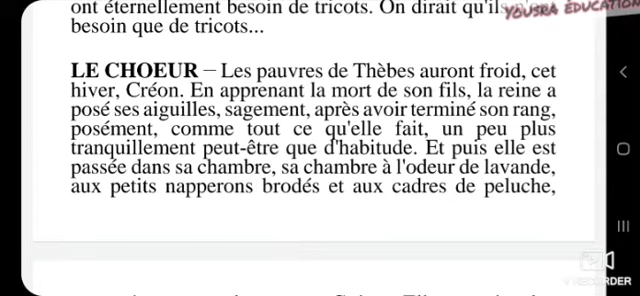 ont éternellement besoin de tricots. On dirait qu'ils
YOUSRA EDUCATION
besoin que de tricots...
LE CHOEUR – Les pauvres de Thèbes auront froid, cet
hiver, Créon. En apprenant la mort de son fils, la reine a
posé ses aiguilles, sagement, après avoir terminé son rang,
posément, comme tout ce qu'elle fait, un peu plus
tranquillement peut-être que d'habitude. Et puis elle est
passée dans sa chambre, sa chambre à l'odeur de lavande,
aux petits napperons brodés et aux cadres de peluche,